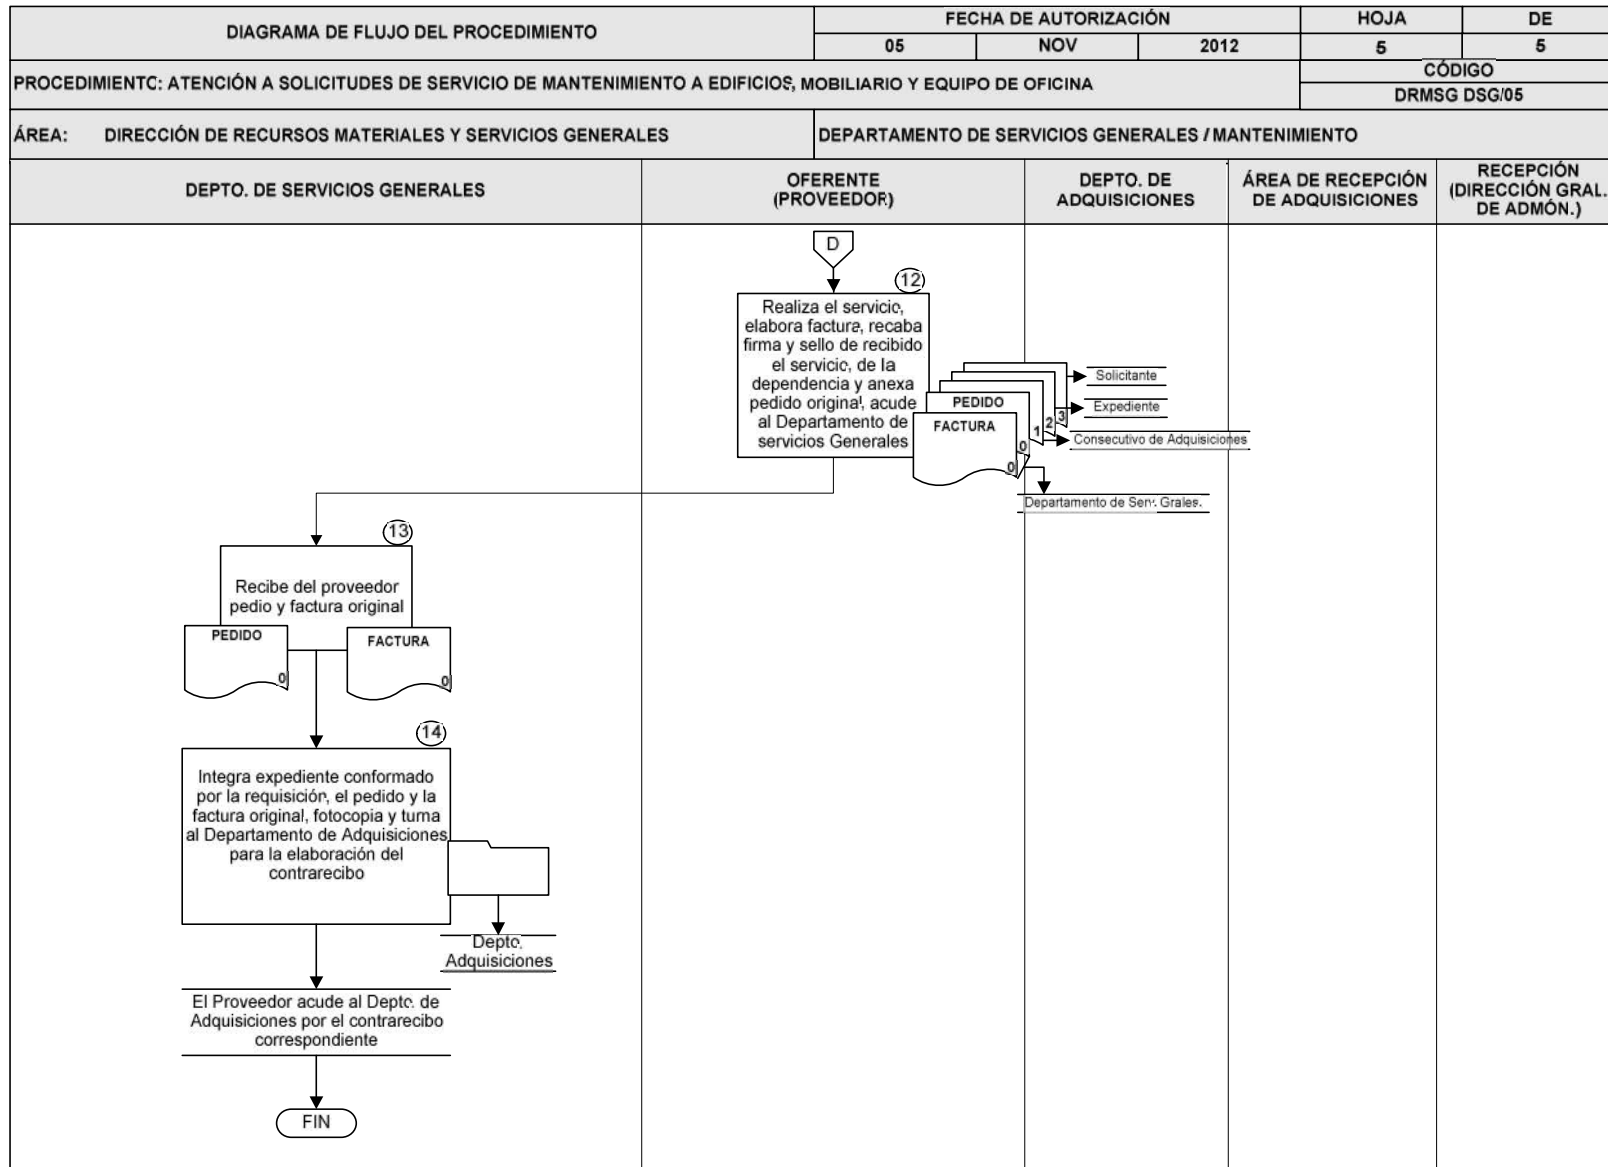 DIAGRAMA DE FLUJO DEL PROCEDIMIENTO
FECHA DE AUTORIZACIÓN
HOJA
DE
05
NOV
2012
5
5
PROCEDIMIENTO: ATENCIÓN A SOLICITUDES DE SERVICIO DE MANTENIMIENTO A EDIFICIOS, MOBILIARIO Y EQUIPO DE OFICINA
CÓDIGO
DRMSG DSG/05
ÁREA: DIRECCIÓN DE RECURSOS MATERIALES Y SERVICIOS GENERALES
DEPARTAMENTO DE SERVICIOS GENERALES / MANTENIMIENTO
DEPTO. DE SERVICIOS GENERALES
OFERENTE
(PROVEEDOR)
DEPTO. DE
ADQUISICIONES
ÁREA DE RECEPCIÓN
DE ADQUISICIONES
RECEPCIÓN
(DIRECCIÓN GRAL.
DE ADMÓN.)
D
12
Realiza el servicio,
elabora factura, recaba
firma y sello de recibido
el servicio, de la
dependencia y anexa
pedido original, acude
al Departamento de
servicios Generales
PEDIDO
FACTURA
0
0
1
2
3
Solicitante
Expediente
Consecutivo de Adquisiciones
Departamento de Serv. Grales.
13
Recibe del proveedor
pedio y factura original
PEDIDO
0
FACTURA
0
14
Integra expediente conformado
por la requisición, el pedido y la
factura original, fotocopia y turna
al Departamento de Adquisiciones
para la elaboración del
contrarecibo
Depto.
Adquisiciones
El Proveedor acude al Depto. de
Adquisiciones por el contrarecibo
correspondiente
FIN